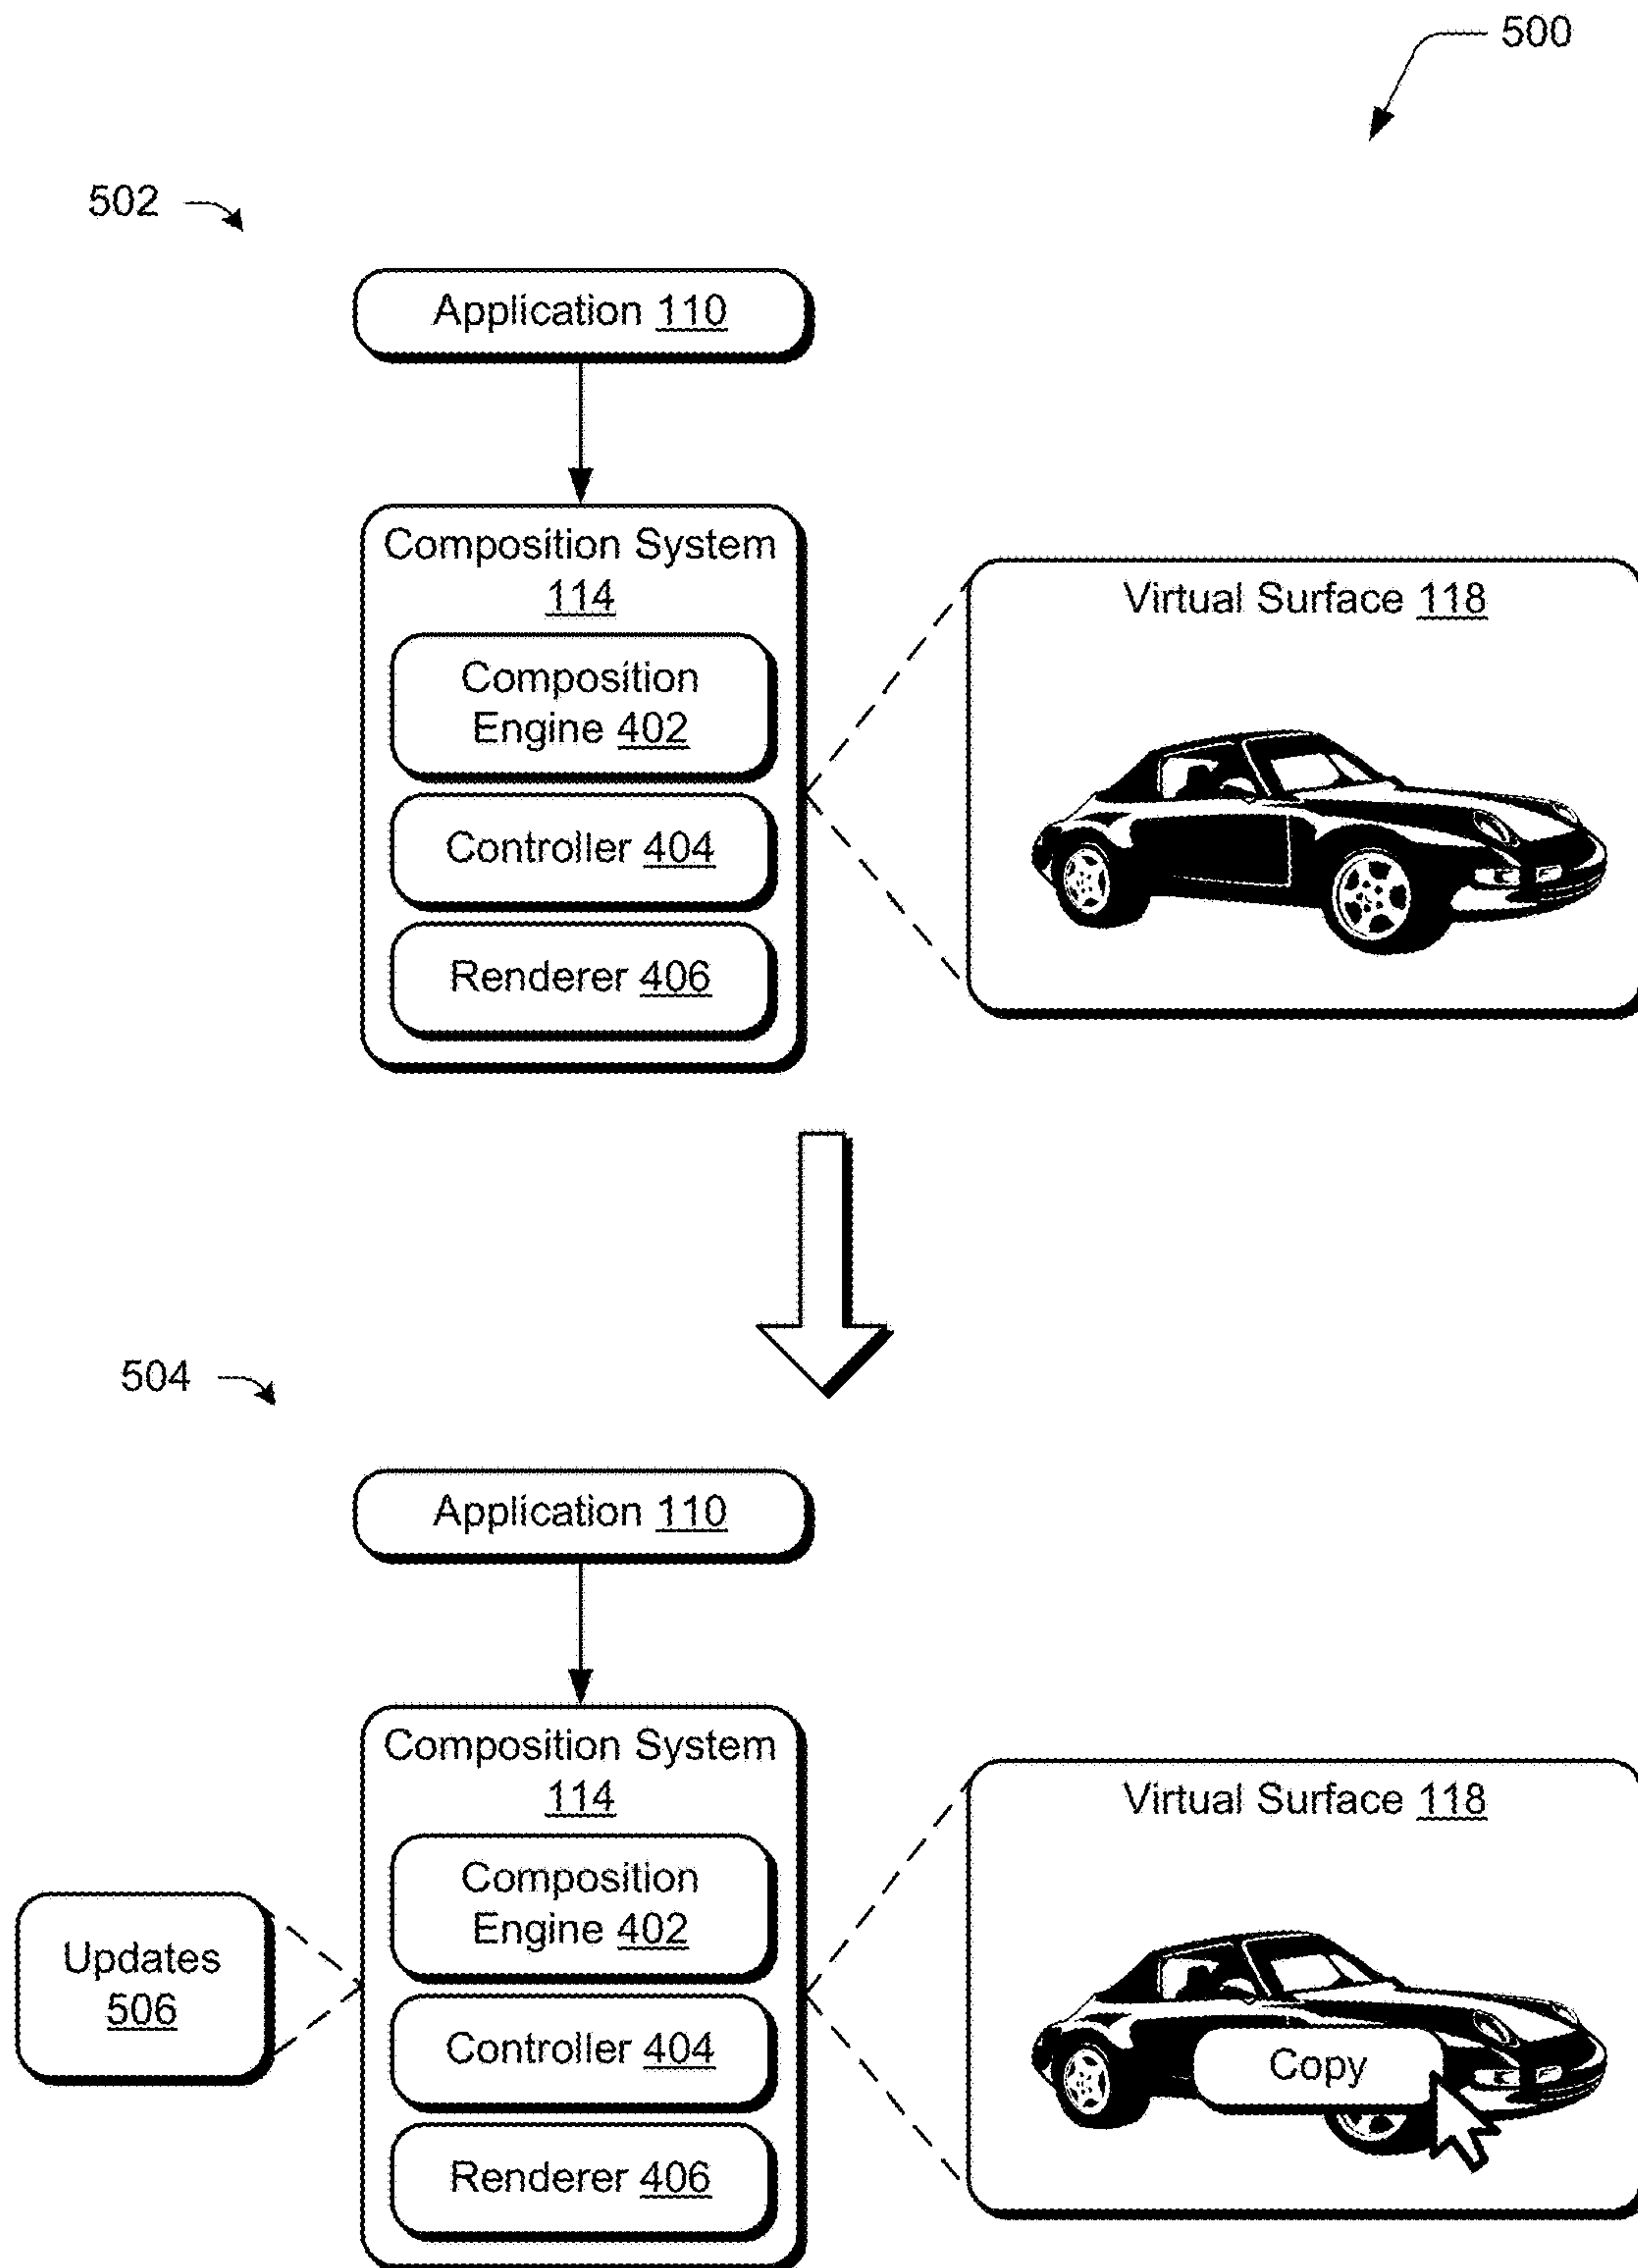 500
502
Application 110
Composition System
114
Composition
Engine 402
Controller 404
Renderer 406
Virtual Surface 118
504
Application 110
Composition System
114
Composition
Engine 402
Controller 404
Renderer 406
Updates
506
Virtual Surface 118
Copy